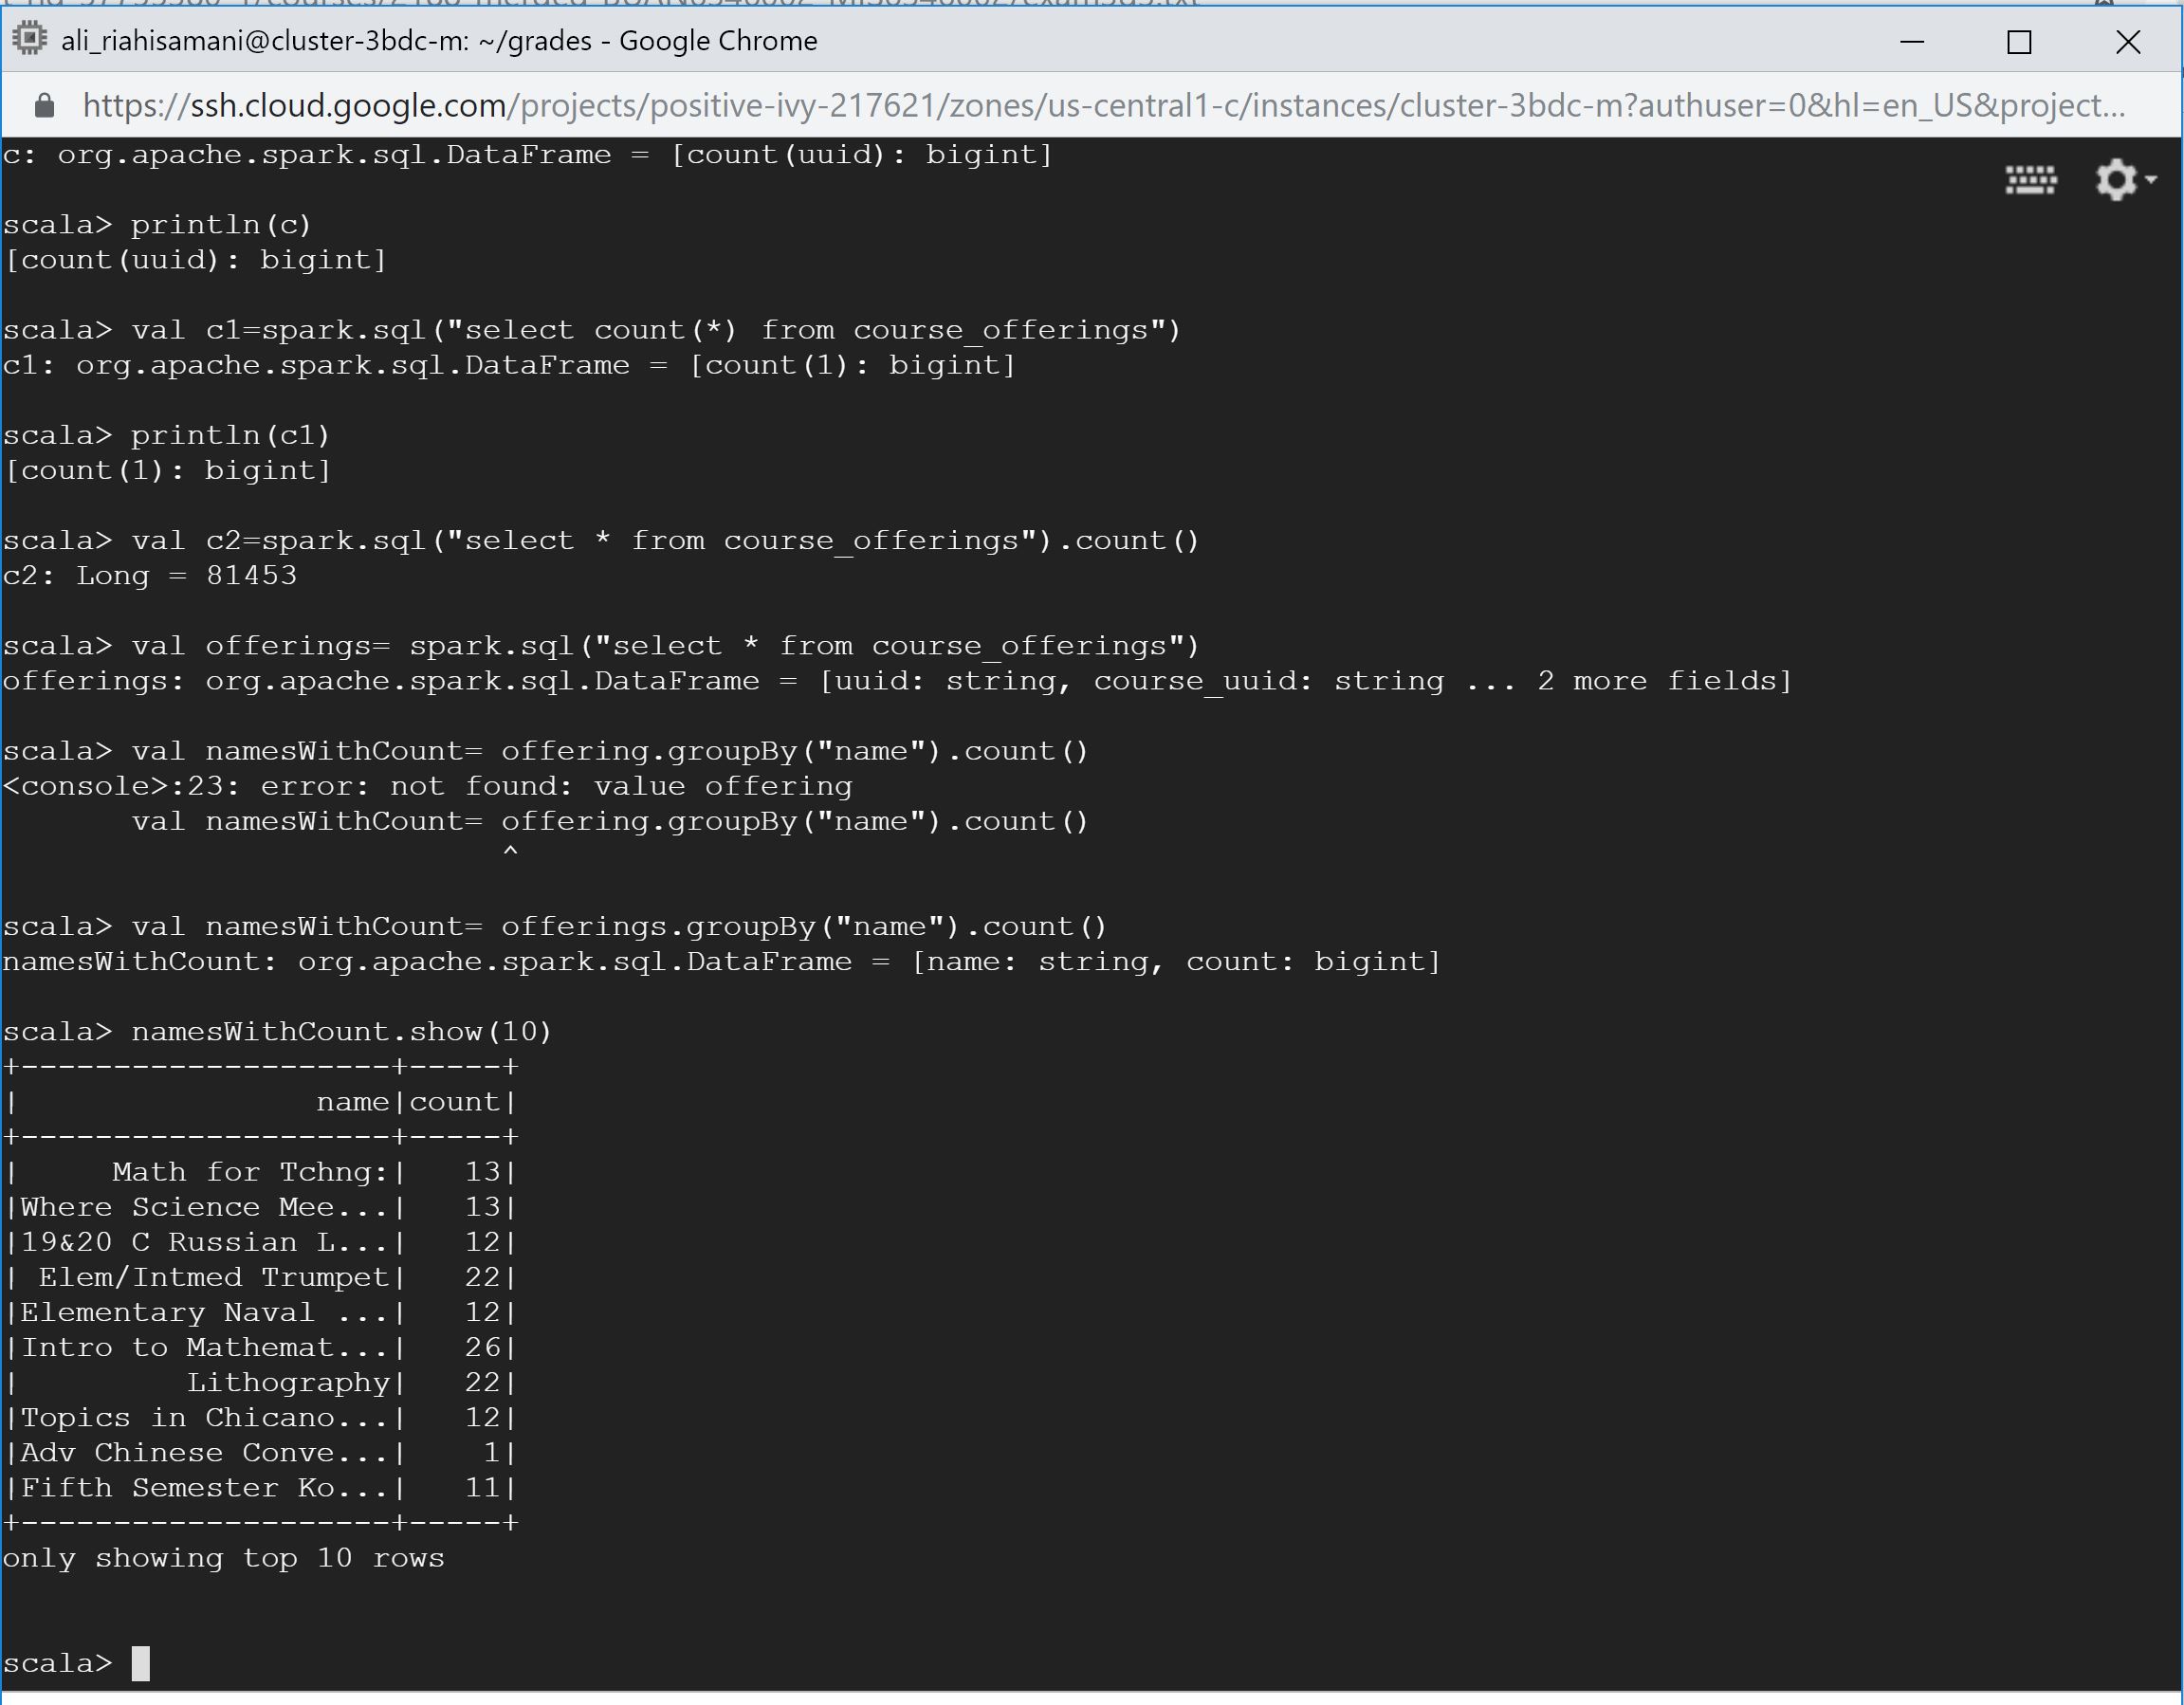 ali_riahisamani@cluster-3bdc-m: ~/grades - Google Chrome
https://ssh.cloud.google.com/projects/positive-ivy-217621/zones/us-central1-c/instances/cluster-3bdc-m?authuser=0&hl=en_US&project...
c: org.apache.spark.sql.DataFrame = [count(uuid): bigint]
scala> println(c)
[count(uuid): bigint]
scala> val c1=spark.sql("select count(*) from course_offerings")
c1: org.apache.spark.sql.DataFrame = [count(1): bigint]
scala> println(c1)
[count(1): bigint]
scala> val c2=spark.sql("select * from course_offerings").count()
c2: Long = 81453
scala> val offerings= spark.sql("select * from course_offerings")
offerings: org.apache.spark.sql.DataFrame = [uuid: string, course_uuid: string ... 2 more fields]
scala> val namesWithCount= offering.groupBy("name").count()
<console>:23: error: not found: value offering
       val namesWithCount= offering.groupBy("name").count()
                           ^
scala> val namesWithCount= offerings.groupBy("name").count()
namesWithCount: org.apache.spark.sql.DataFrame = [name: string, count: bigint]
scala> namesWithCount.show(10)
+--------------------+-----+
|                name|count|
+--------------------+-----+
|     Math for Tchng:|   13|
|Where Science Mee...|   13|
|19&20 C Russian L...|   12|
| Elem/Intmed Trumpet|   22|
|Elementary Naval ...|   12|
|Intro to Mathemat...|   26|
|         Lithography|   22|
|Topics in Chicano...|   12|
|Adv Chinese Conve...|    1|
|Fifth Semester Ko...|   11|
+--------------------+-----+
only showing top 10 rows
scala>